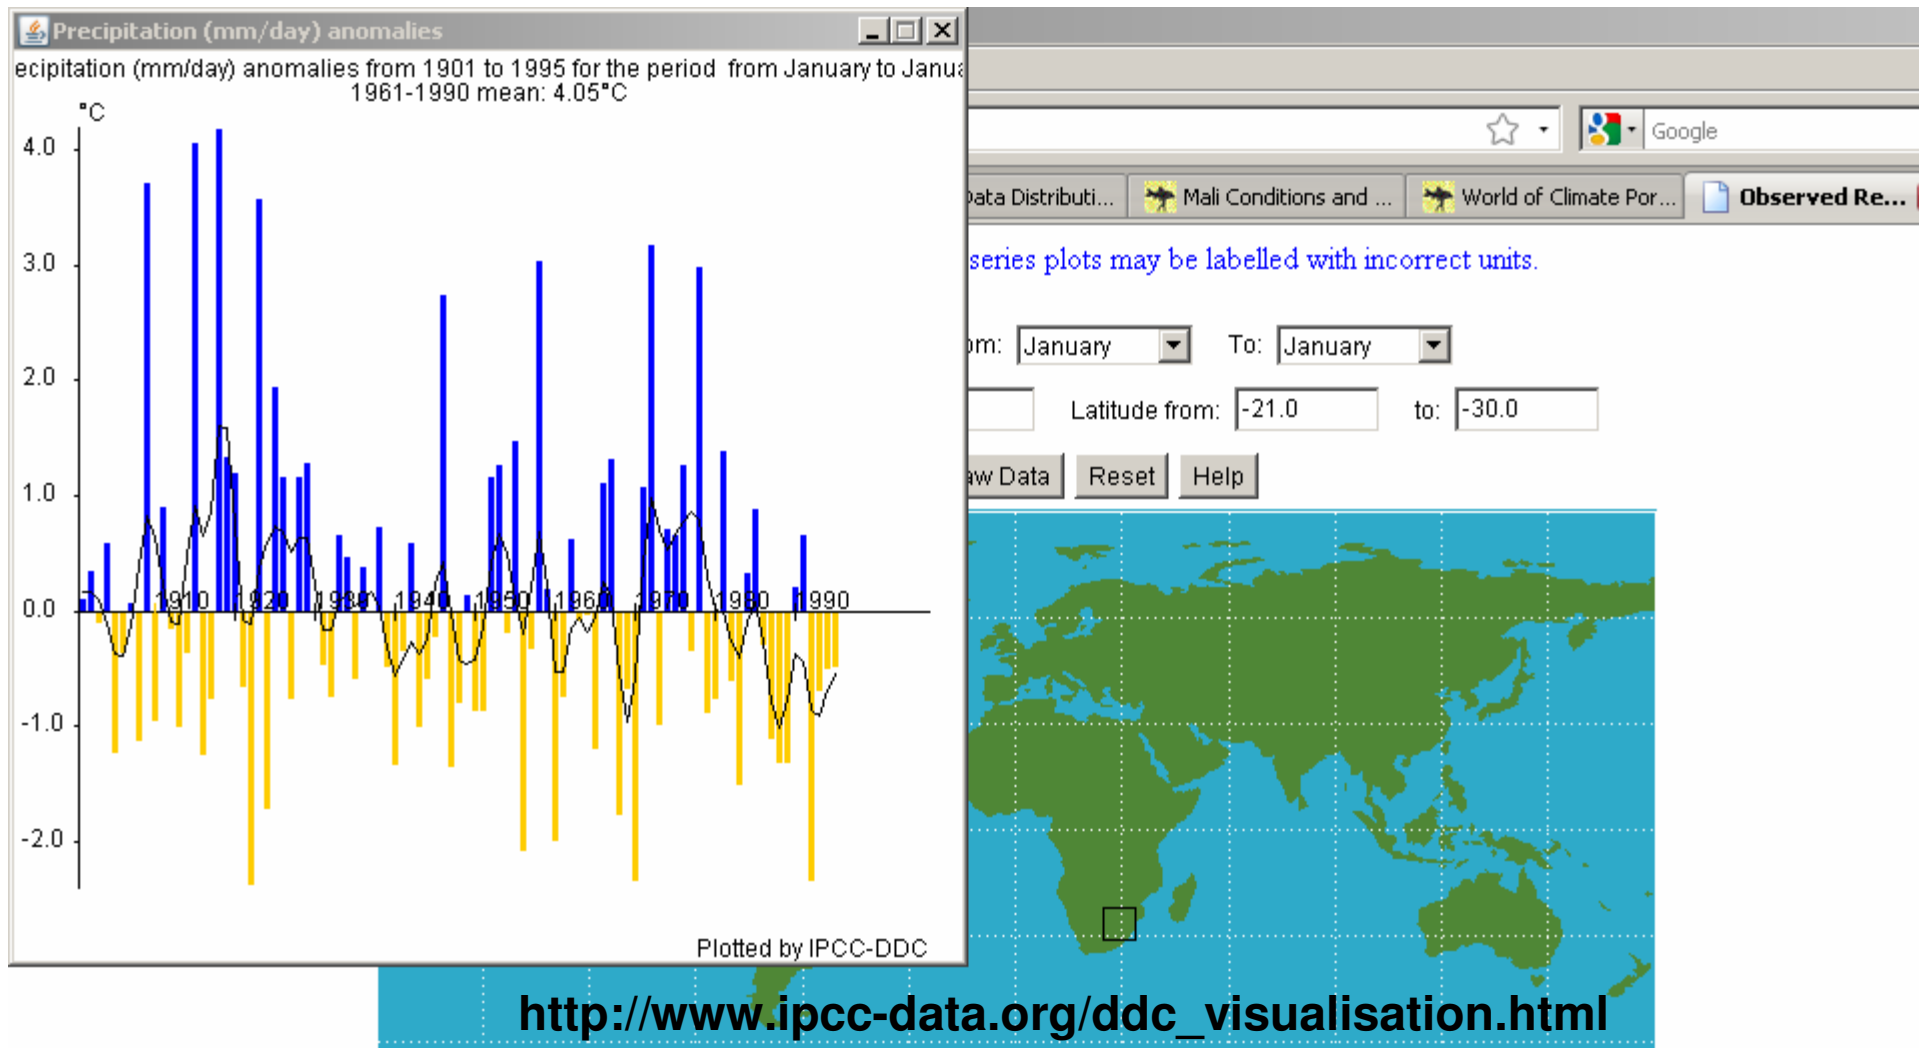 Precipitation (mm/day) anomalies
ecipitation (mm/day) anomalies from 1901 to 1995 for the period from January to Janua
1961-1990 mean: 4.05°C
°C
4.0
3.0
2.0
1.0
0.0
-1.0
-2.0
1910 1920 1930 1940 1950 1960 1970 1980 1990
Plotted by IPCC-DDC
Google
Data Distributi... Mali Conditions and ... World of Climate Por... Observed Re...
series plots may be labelled with incorrect units.
om: January To: January
Latitude from: -21.0 to: -30.0
aw Data Reset Help
http://www.ipcc-data.org/ddc_visualisation.html